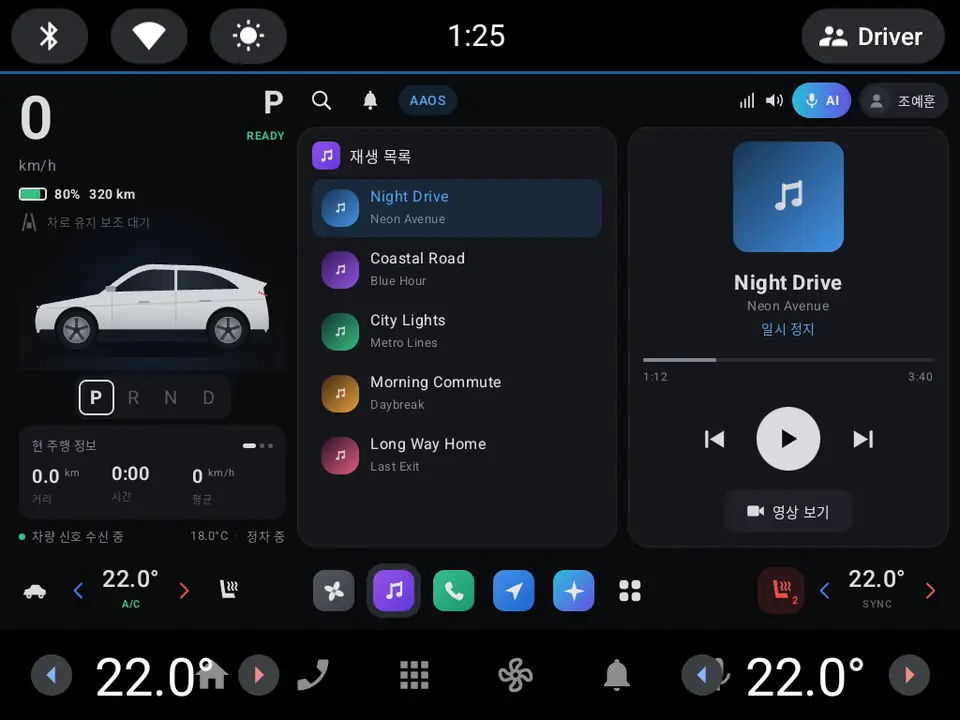 1:25
Driver
0
P
READY
km/h
80% 320 km
차로 유지 보조 대기
P R N D
현 주행 정보
0.0 km
0:00
0 km/h
거리
시간
평균
차량 신호 수신 중
18.0°C · 정차 중
AAOS
AI
조예훈
재생 목록
Night Drive
Neon Avenue
Coastal Road
Blue Hour
City Lights
Metro Lines
Morning Commute
Daybreak
Long Way Home
Last Exit
Night Drive
Neon Avenue
일시 정지
1:12
3:40
영상 보기
22.0°
A/C
2
22.0°
SYNC
22.0°
22.0°